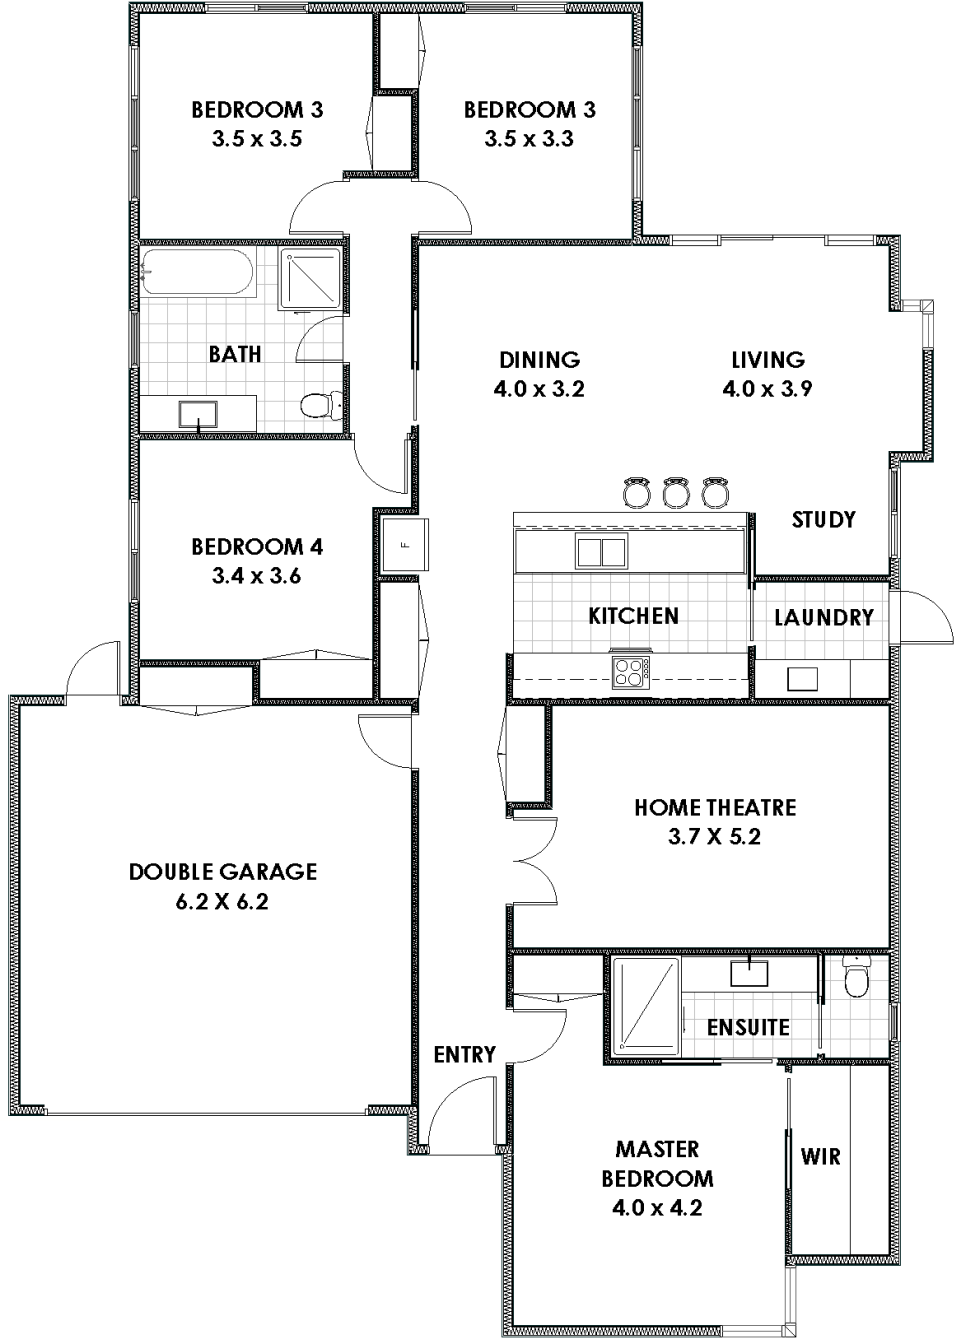 BEDROOM 3
3.5 x 3.5
BEDROOM 3
3.5 x 3.3
BATH
DINING
4.0 x 3.2
LIVING
4.0 x 3.9
STUDY
BEDROOM 4
3.4 x 3.6
F
KITCHEN
LAUNDRY
HOME THEATRE
3.7 X 5.2
DOUBLE GARAGE
6.2 X 6.2
ENSUITE
ENTRY
MASTER
BEDROOM
4.0 x 4.2
WIR